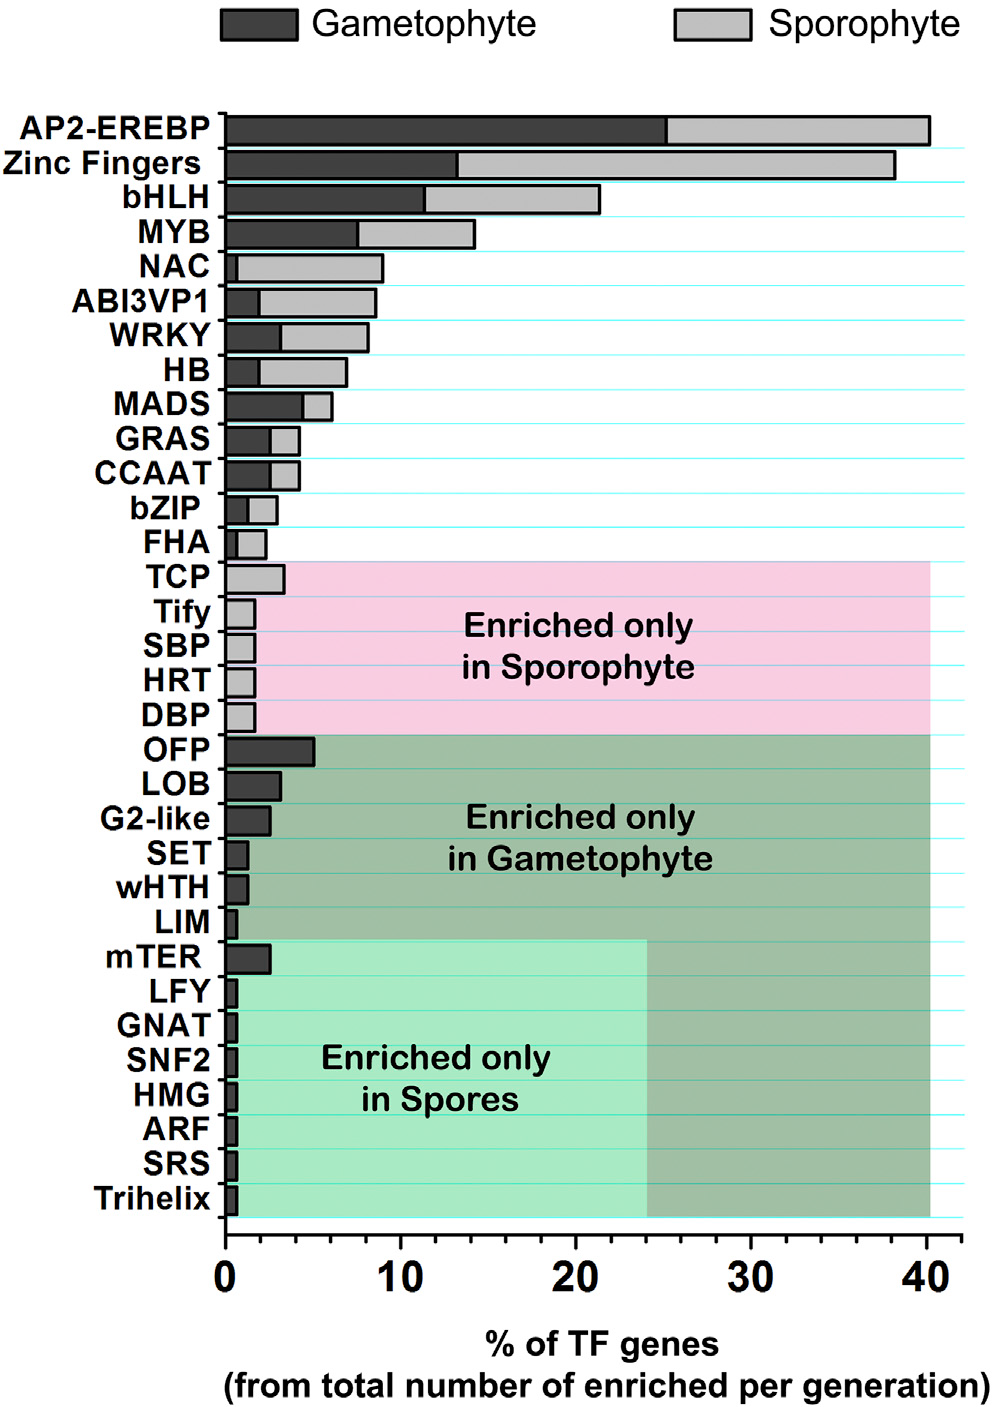 Gametophyte Sporophyte
AP2-EREBP
Zinc Fingers
bHLH
MYB
NAC
ABI3VP1
WRKY
HB
MADS
GRAS
CCAAT
bZIP
FHA
TCP
Tify
SBP
HRT
DBP
Enriched only
in Sporophyte
OFP
LOB
G2-like
SET
wHTH
LIM
Enriched only
in Gametophyte
mTER
LFY
GNAT
SNF2
HMG
ARF
SRS
Trihelix
Enriched only
in Spores
0 10 20 30 40
% of TF genes
(from total number of enriched per generation)